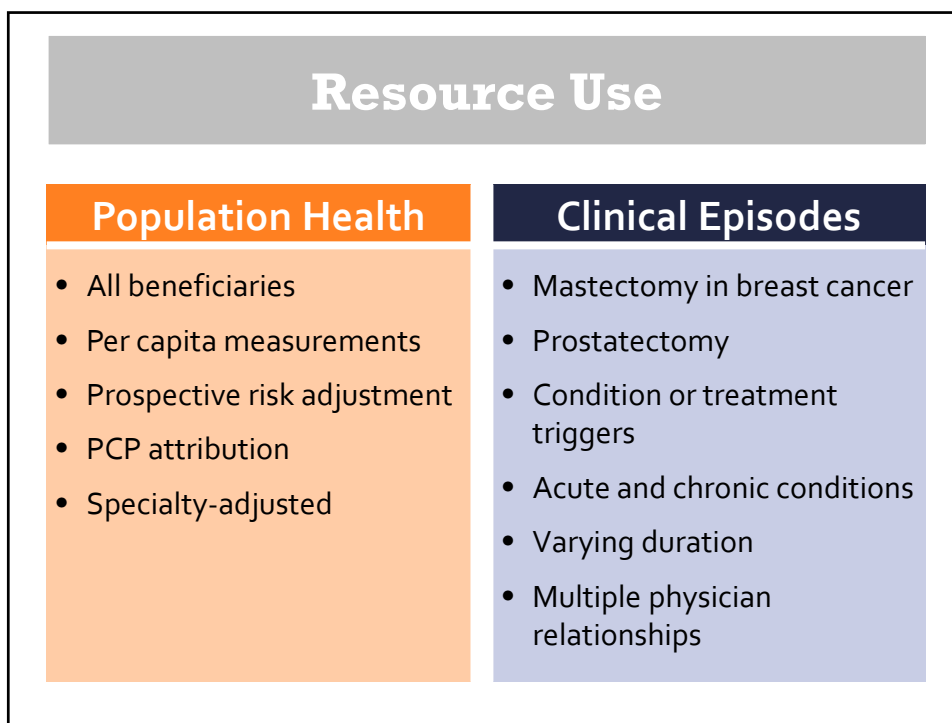 Resource Use
Population Health
• All beneficiaries
• Per capita measurements
• Prospective risk adjustment
• PCP attribution
• Specialty-adjusted
Clinical Episodes
• Mastectomy in breast cancer
• Prostatectomy
• Condition or treatment
triggers
• Acute and chronic conditions
• Varying duration
• Multiple physician
relationships